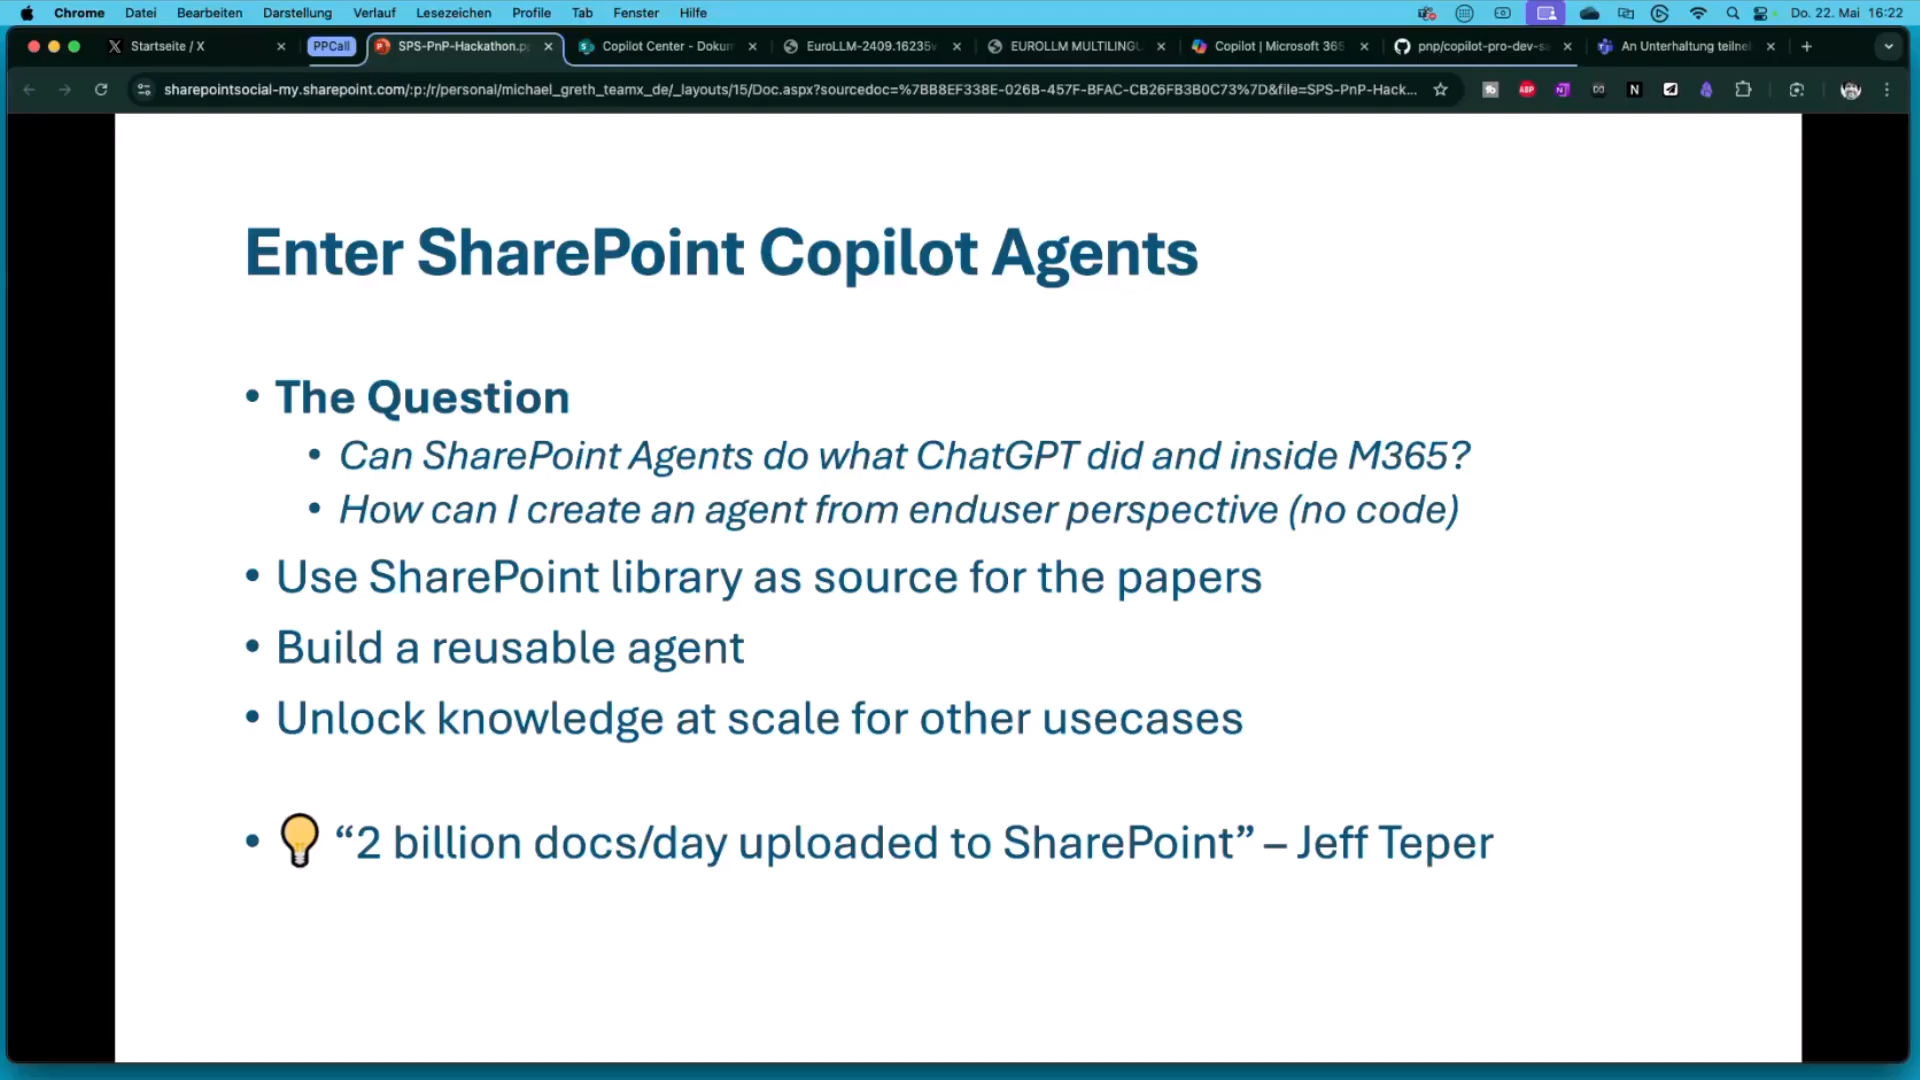 Chrome Datei Bearbeiten Darstellung Verlauf Lesezeichen Profile Tab Fenster Hilfe Do. 22. Mai 16:22
Startseite / X PPCall SPS-PnP-Hackathon.p Copilot Center - Dokum EuroLLM-2409.16235v EUROLLM MULTILINGU Copilot | Microsoft 365 pnp/copilot-pro-dev-sa An Unterhaltung teilneh
sharepointsocial-my.sharepoint.com/:p:/r/personal/michael_greth_teamx_de/_layouts/15/Doc.aspx?sourcedoc=%7BB8EF338E-026B-457F-BFAC-CB26FB3B0C73%7D&file=SPS-PnP-Hack...
Enter SharePoint Copilot Agents
• The Question
• Can SharePoint Agents do what ChatGPT did and inside M365?
• How can I create an agent from enduser perspective (no code)
• Use SharePoint library as source for the papers
• Build a reusable agent
• Unlock knowledge at scale for other usecases
• 💡 “2 billion docs/day uploaded to SharePoint” – Jeff Teper